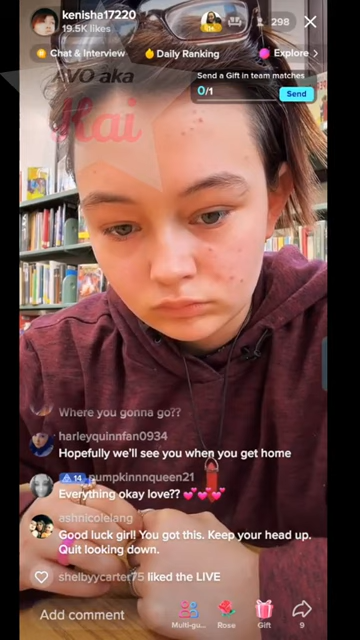 kenisha17220
19.5K likes
298
Chat & Interview
Daily Ranking
Explore
AVO aka
Kai
Send a Gift in team matches
0/1
Send
Where you gonna go??
harleyquinnfan0934
Hopefully we'll see you when you get home
14 pumpkinnnqueen21
Everything okay love??
ashnicolelang
Good luck girl! You got this. Keep your head up.
Quit looking down.
shelbyycarter75 liked the LIVE
Add comment
Multi-gu...
Rose
Gift
9